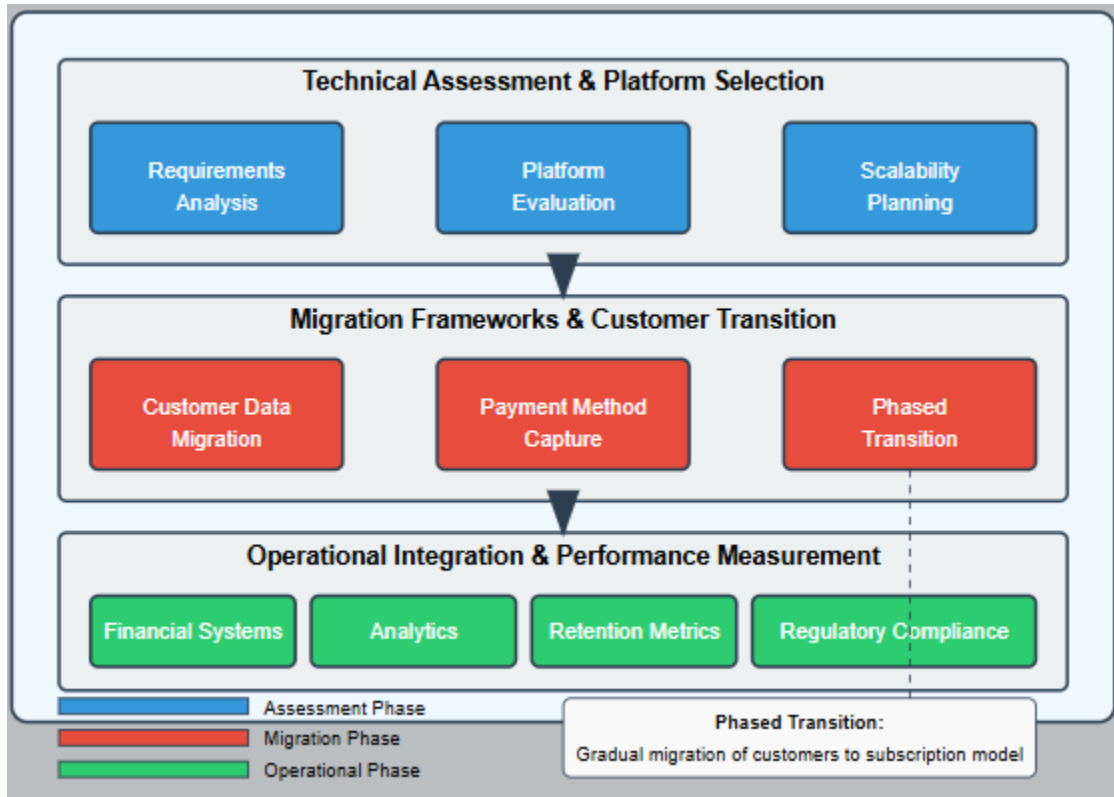 Technical Assessment & Platform Selection
Requirements
Analysis
Platform
Evaluation
Scalability
Planning
Migration Frameworks & Customer Transition
Customer Data
Migration
Payment Method
Capture
Phased
Transition
Operational Integration & Performance Measurement
Financial Systems
Analytics
Retention Metrics
Regulatory Compliance
Assessment Phase
Migration Phase
Operational Phase
Phased Transition:
Gradual migration of customers to subscription model